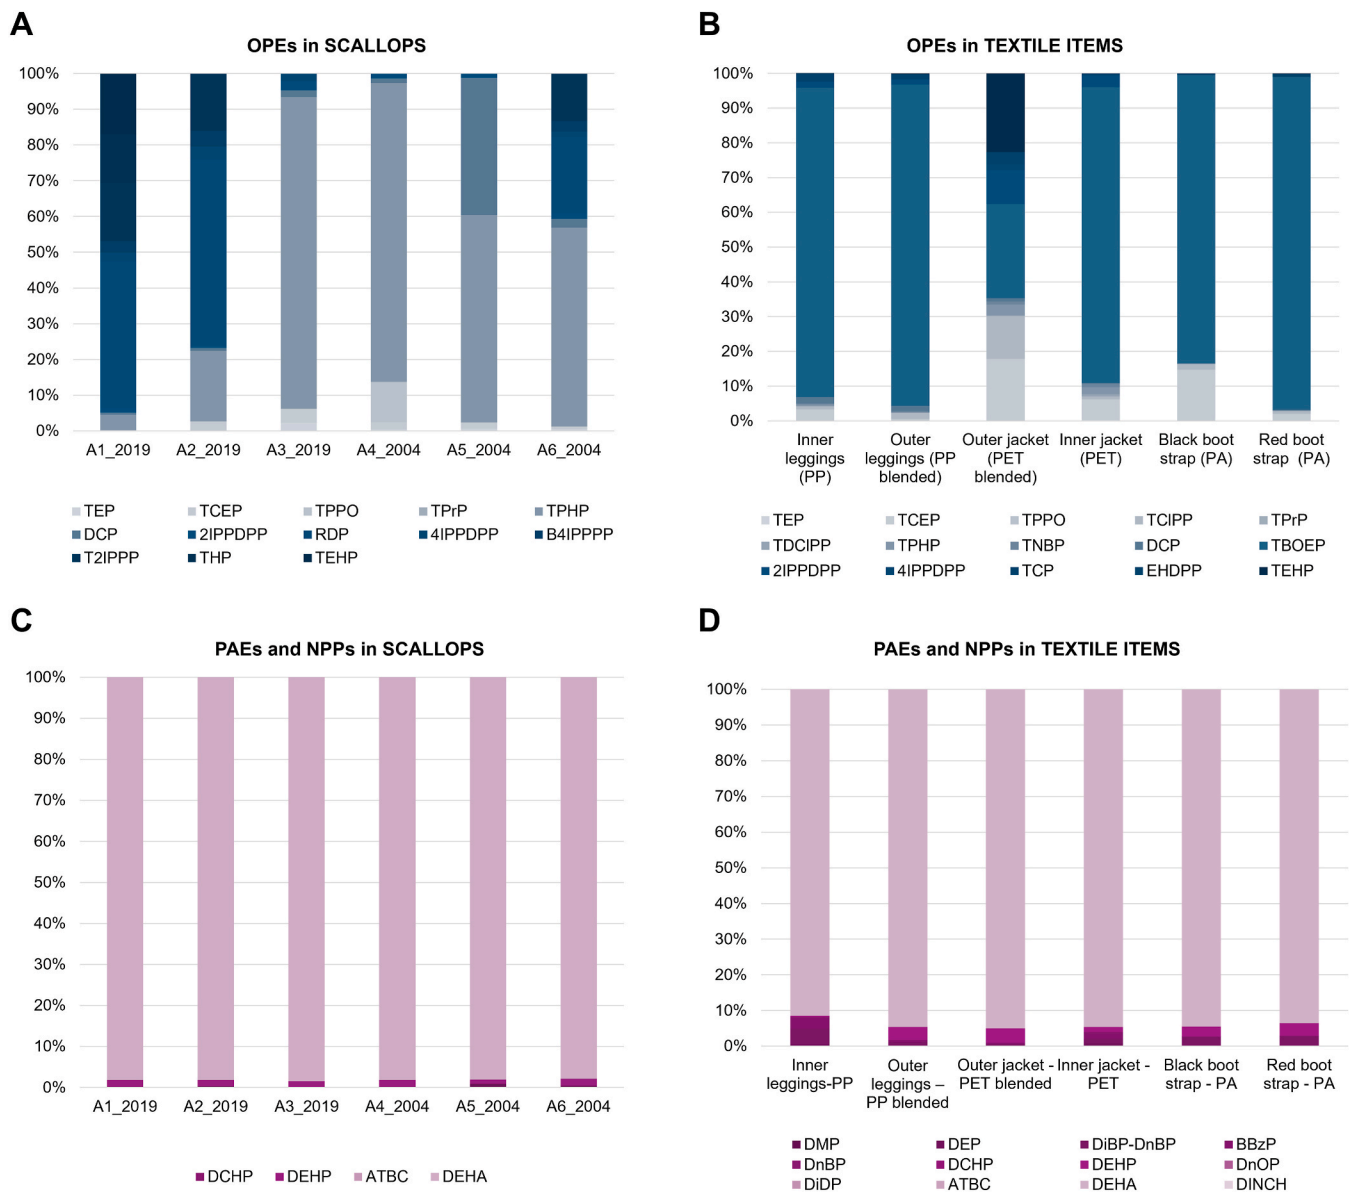 A
OPEs in SCALLOPS
100%
90%
80%
70%
60%
50%
40%
30%
20%
10%
0%
A1_2019 A2_2019 A3_2019 A4_2004 A5_2004 A6_2004
TEP TCEP TPPO TPrP TPHP
DCP 2IPPDPP RDP 4IPPDPP B4IPPPP
T2IPPP THP TEHP
B
OPEs in TEXTILE ITEMS
100%
90%
80%
70%
60%
50%
40%
30%
20%
10%
0%
Inner Outer Outer jacket Inner jacket Black boot Red boot
leggings leggings (PP (PET (PET) strap (PA) strap (PA)
(PP) blended) blended)
TEP TCEP TPPO TCIPP TPrP
TDCIPP TPHP TNBP DCP TBOEP
2IPPDPP 4IPPDPP TCP EHDPP TEHP
C
PAEs and NPPs in SCALLOPS
100%
90%
80%
70%
60%
50%
40%
30%
20%
10%
0%
A1_2019 A2_2019 A3_2019 A4_2004 A5_2004 A6_2004
DCHP DEHP ATBC DEHA
D
PAEs and NPPs in TEXTILE ITEMS
100%
90%
80%
70%
60%
50%
40%
30%
20%
10%
0%
Inner Outer Outer jacket - Inner jacket - Black boot Red boot
leggings-PP leggings – PET blended PET strap - PA strap - PA
PP blended
DMP DEP DiBP-DnBP BBzP
DnBP DCHP DEHP DnOP
DiDP ATBC DEHA DINCH